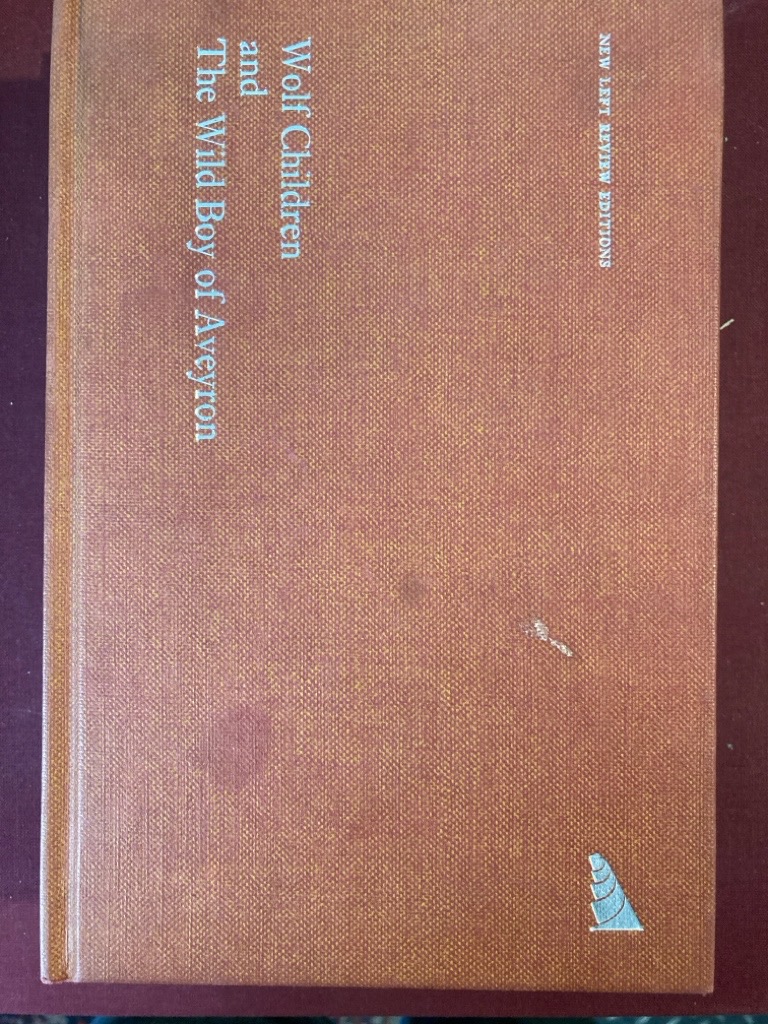 NEW LEFT REVIEW EDITIONS
Wolf Children
and
The Wild Boy of Aveyron